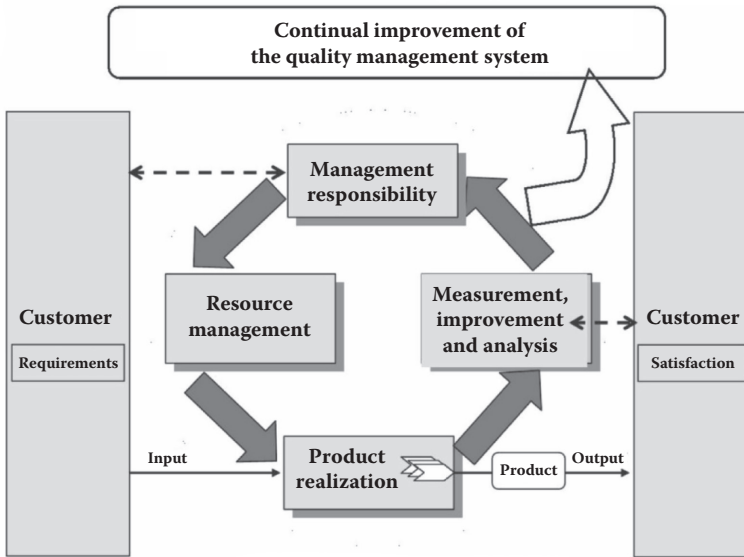 Continual improvement of
the quality management system
Management
responsibility
Customer
Requirements
Resource
management
Measurement,
improvement
and analysis
Customer
Satisfaction
Input
Product
realization
Product
Output